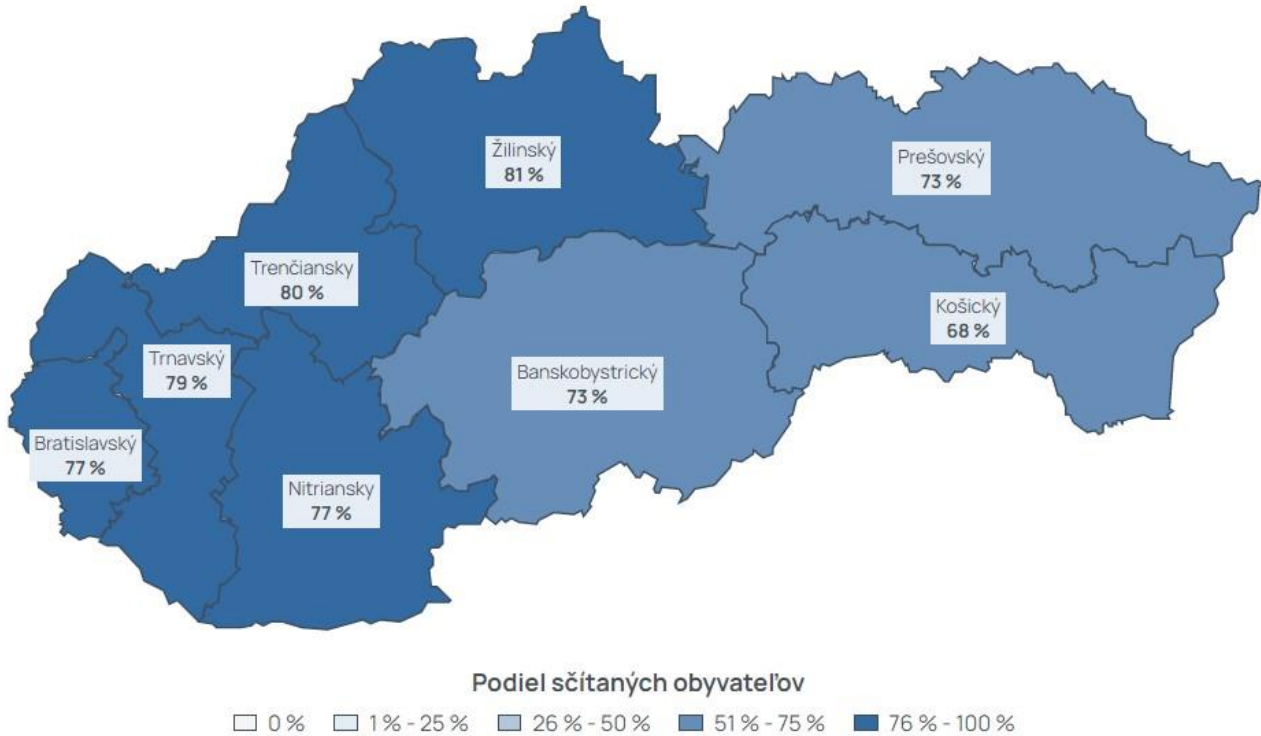 Žilinský
81 %
Prešovský
73 %
Trenčiansky
80 %
Košický
68 %
Trnavský
79 %
Banskobystrický
73 %
Bratislavský
77 %
Nitriansky
77 %
Podiel sčítaných obyvateľov
0 % 1 % - 25 % 26 % - 50 % 51 % - 75 % 76 % - 100 %